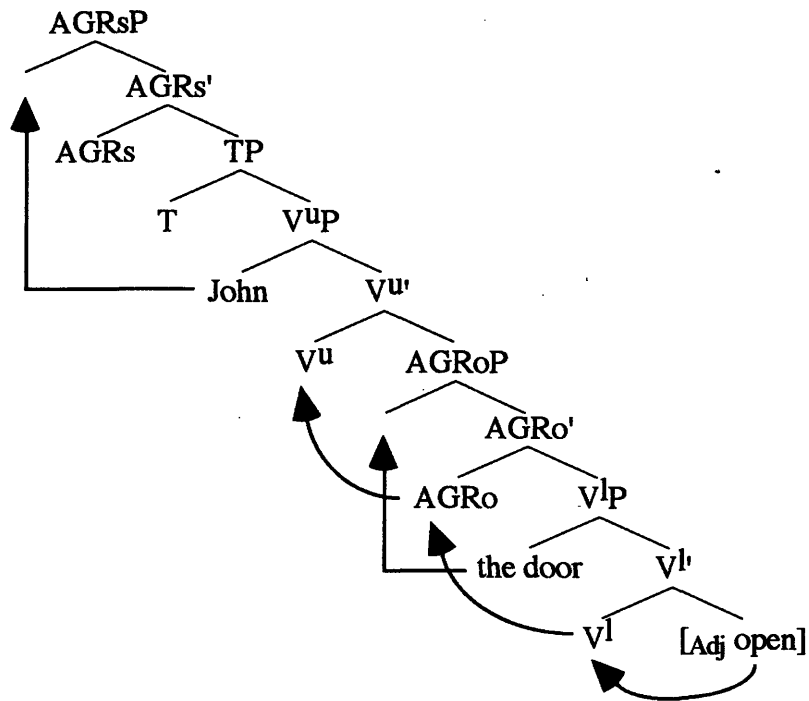 AGRsP
AGRs'
AGRs TP
T VᵘP
John Vᵘ'
Vᵘ AGRoP
AGRo'
AGRo VˡP
the door Vˡ'
Vˡ [Adj open]